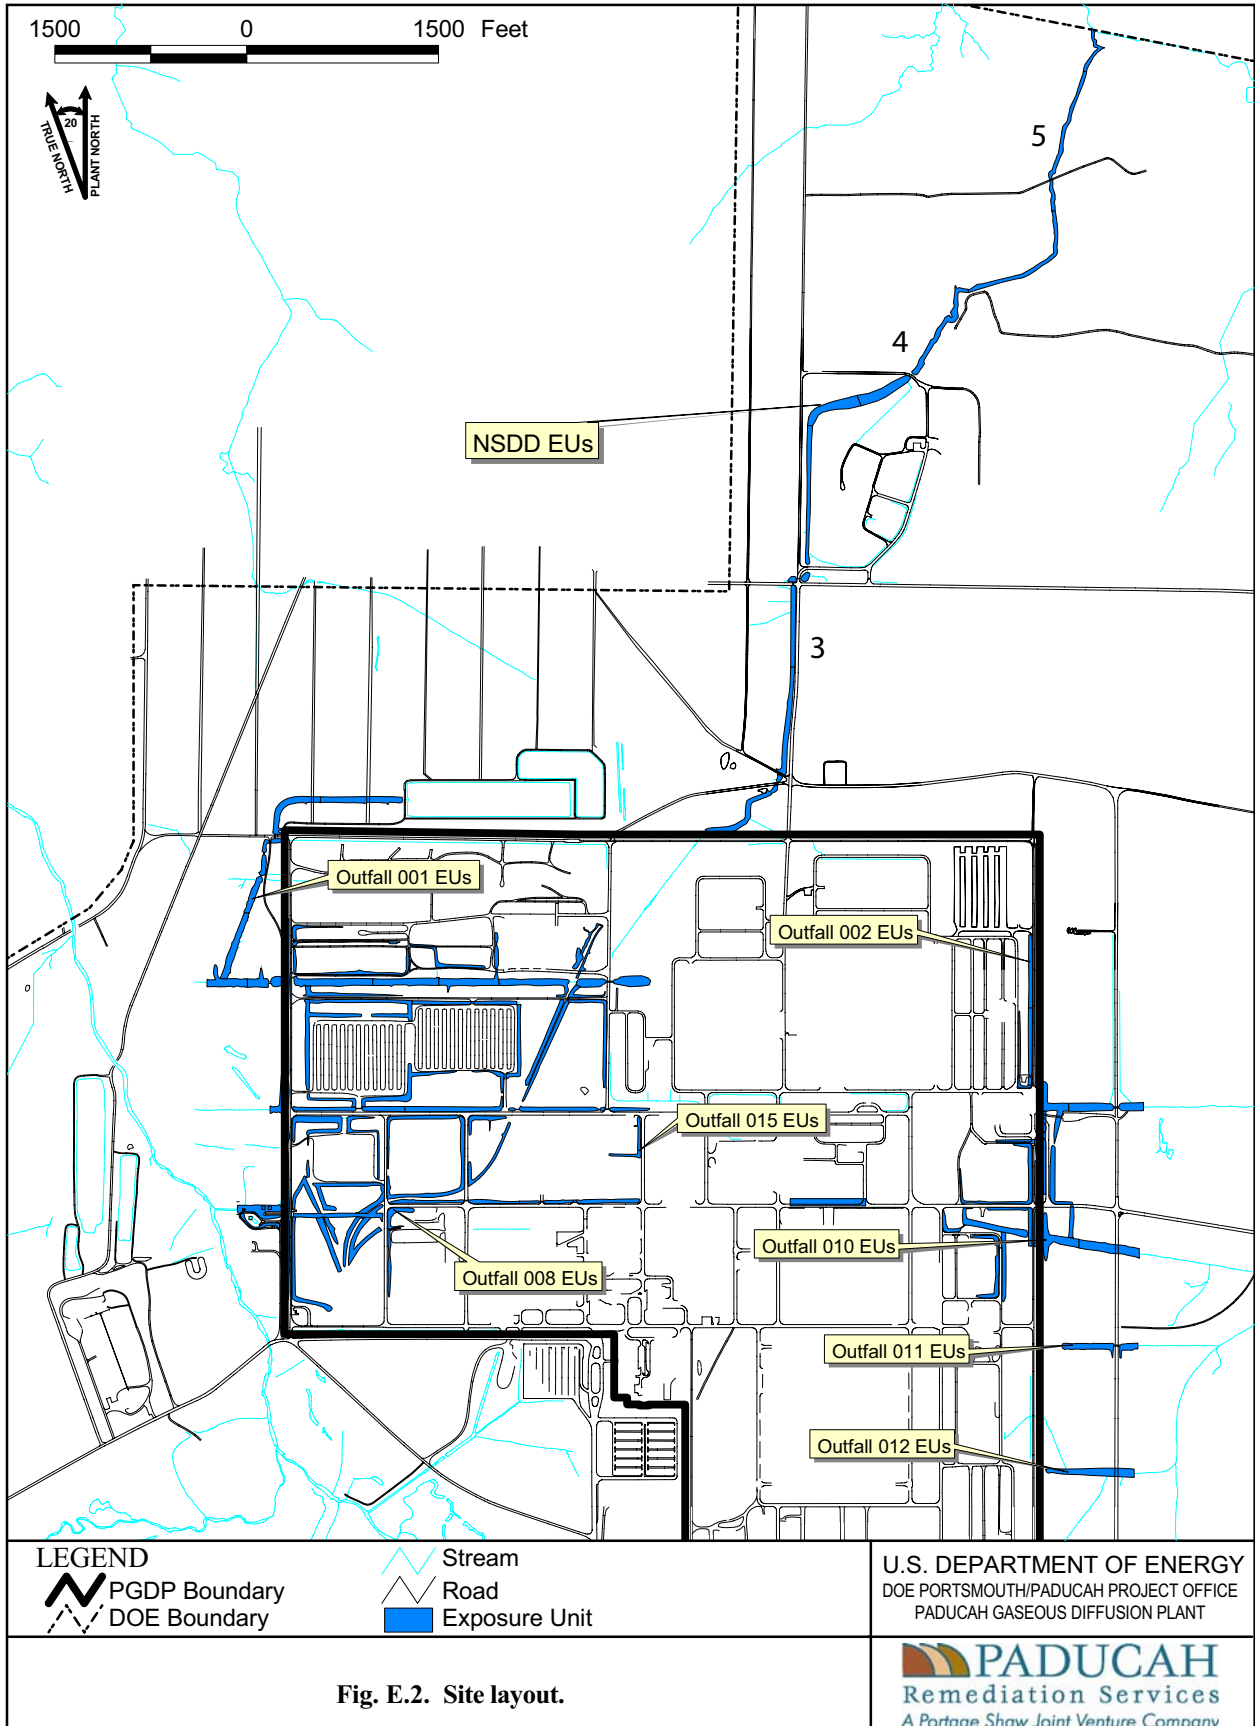 1500 0 1500 Feet
20
TRUE NORTH
PLANT NORTH
5
4
NSDD EUs
3
Outfall 001 EUs
Outfall 002 EUs
Outfall 015 EUs
Outfall 010 EUs
Outfall 008 EUs
Outfall 011 EUs
Outfall 012 EUs
LEGEND
PGDP Boundary
DOE Boundary
Stream
Road
Exposure Unit
U.S. DEPARTMENT OF ENERGY
DOE PORTSMOUTH/PADUCAH PROJECT OFFICE
PADUCAH GASEOUS DIFFUSION PLANT
Fig. E.2. Site layout.
PADUCAH
Remediation Services
A Portage Shaw Joint Venture Company